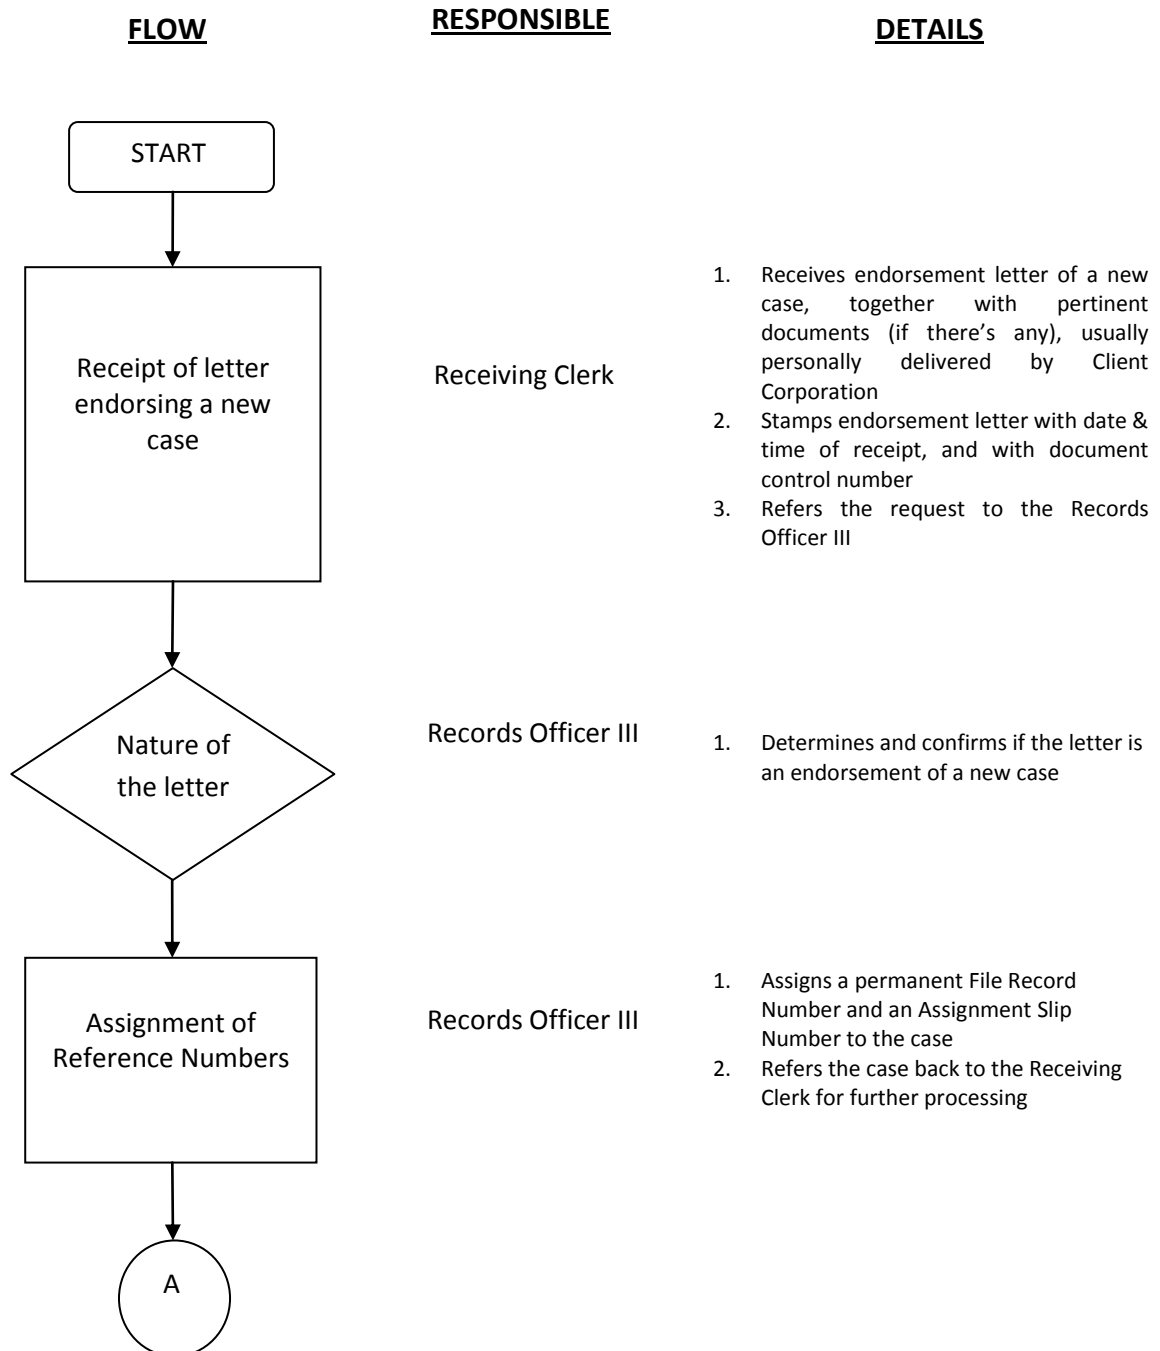 FLOW
RESPONSIBLE
DETAILS
START
Receipt of letter
endorsing a new
case
Receiving Clerk
1. Receives endorsement letter of a new
case, together with pertinent
documents (if there’s any), usually
personally delivered by Client
Corporation
2. Stamps endorsement letter with date &
time of receipt, and with document
control number
3. Refers the request to the Records
Officer III
Nature of
the letter
Records Officer III
1. Determines and confirms if the letter is
an endorsement of a new case
Assignment of
Reference Numbers
Records Officer III
1. Assigns a permanent File Record
Number and an Assignment Slip
Number to the case
2. Refers the case back to the Receiving
Clerk for further processing
A